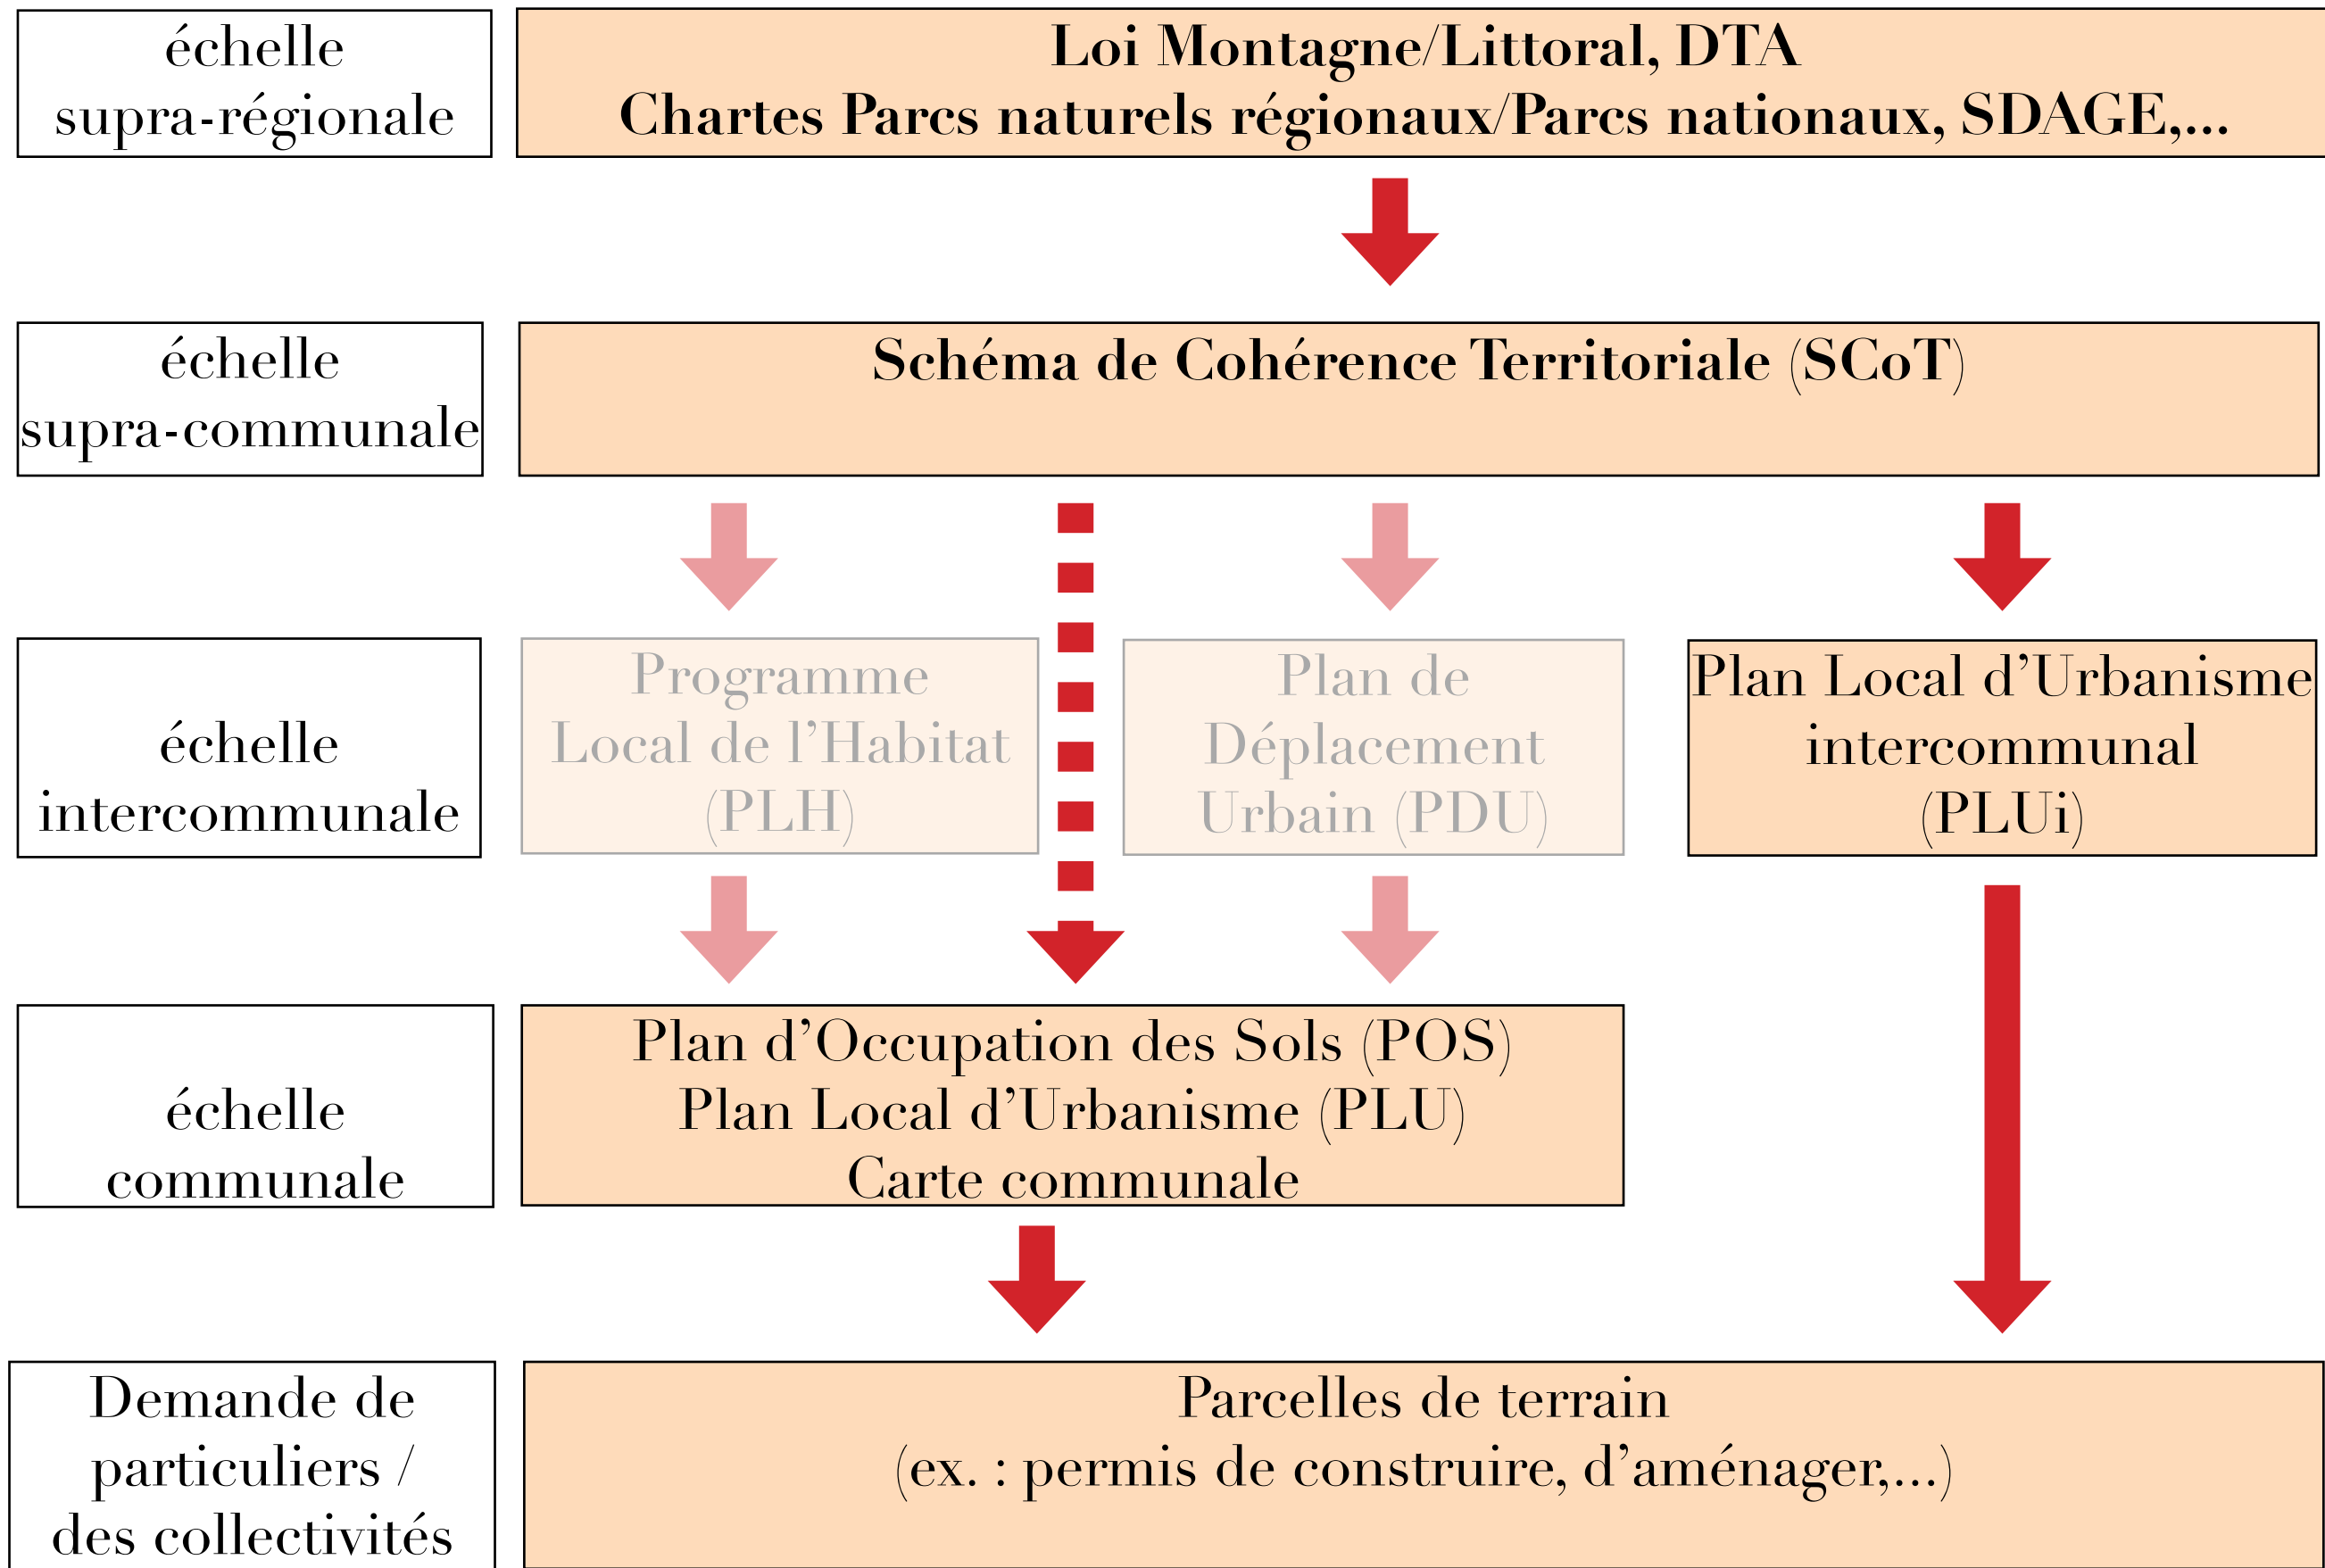 échelle
supra-régionale
Loi Montagne/Littoral, DTA
Chartes Parcs naturels régionaux/Parcs nationaux, SDAGE,...
échelle
supra-communale
Schéma de Cohérence Territoriale (SCoT)
échelle
intercommunale
Programme
Local de l’Habitat
(PLH)
Plan de
Déplacement
Urbain (PDU)
Plan Local d’Urbanisme
intercommunal
(PLUi)
échelle
communale
Plan d’Occupation des Sols (POS)
Plan Local d’Urbanisme (PLU)
Carte communale
Demande de
particuliers /
des collectivités
Parcelles de terrain
(ex. : permis de construire, d’aménager,...)